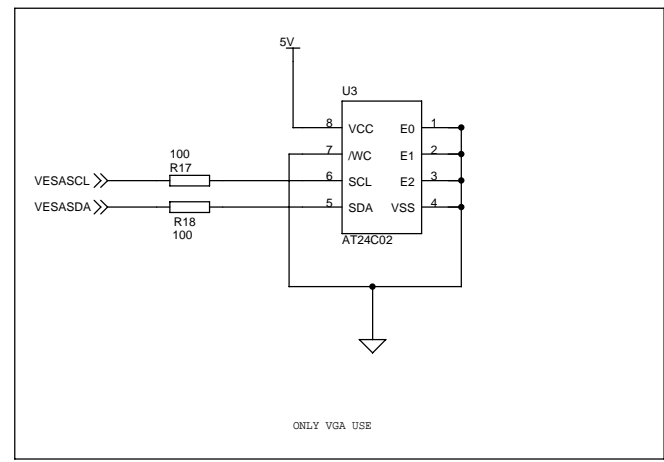 5V
U3
8 VCC E0 1
7 /WC E1 2
6 SCL E2 3
5 SDA VSS 4
AT24C02
100
R17
VESASCL
VESASDA
R18
100
ONLY VGA USE